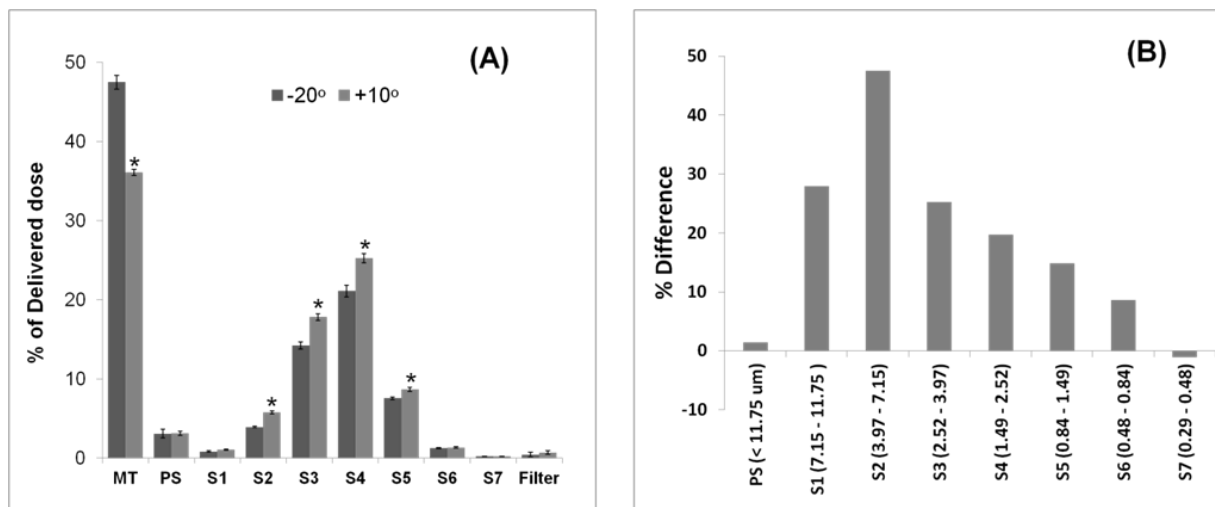 (A)
50
40
30
20
10
0
% of Delivered dose
-20° +10°
*
*
*
*
*
MT PS S1 S2 S3 S4 S5 S6 S7 Filter
(B)
50
40
30
20
10
0
-10
% Difference
PS (< 11.75 um)
S1 (7.15 - 11.75 )
S2 (3.97 - 7.15)
S3 (2.52 - 3.97)
S4 (1.49 - 2.52)
S5 (0.84 - 1.49)
S6 (0.48 - 0.84)
S7 (0.29 - 0.48)